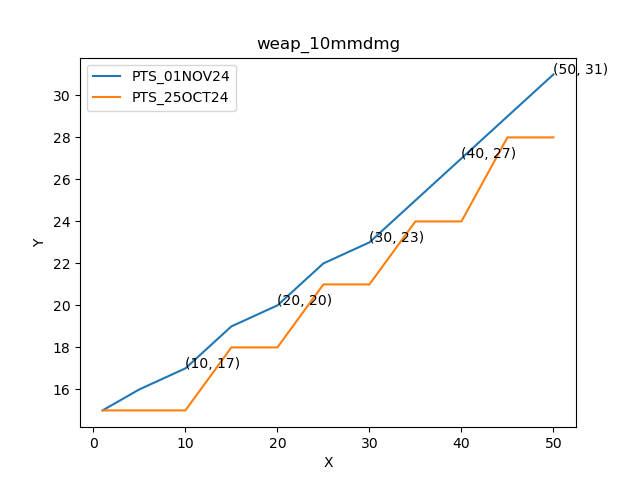 weap_10mmdmg
PTS_01NOV24
PTS_25OCT24
(50, 31)
(40, 27)
(30, 23)
(20, 20)
(10, 17)
Y
30
28
26
24
22
20
18
16
0 10 20 30 40 50
X